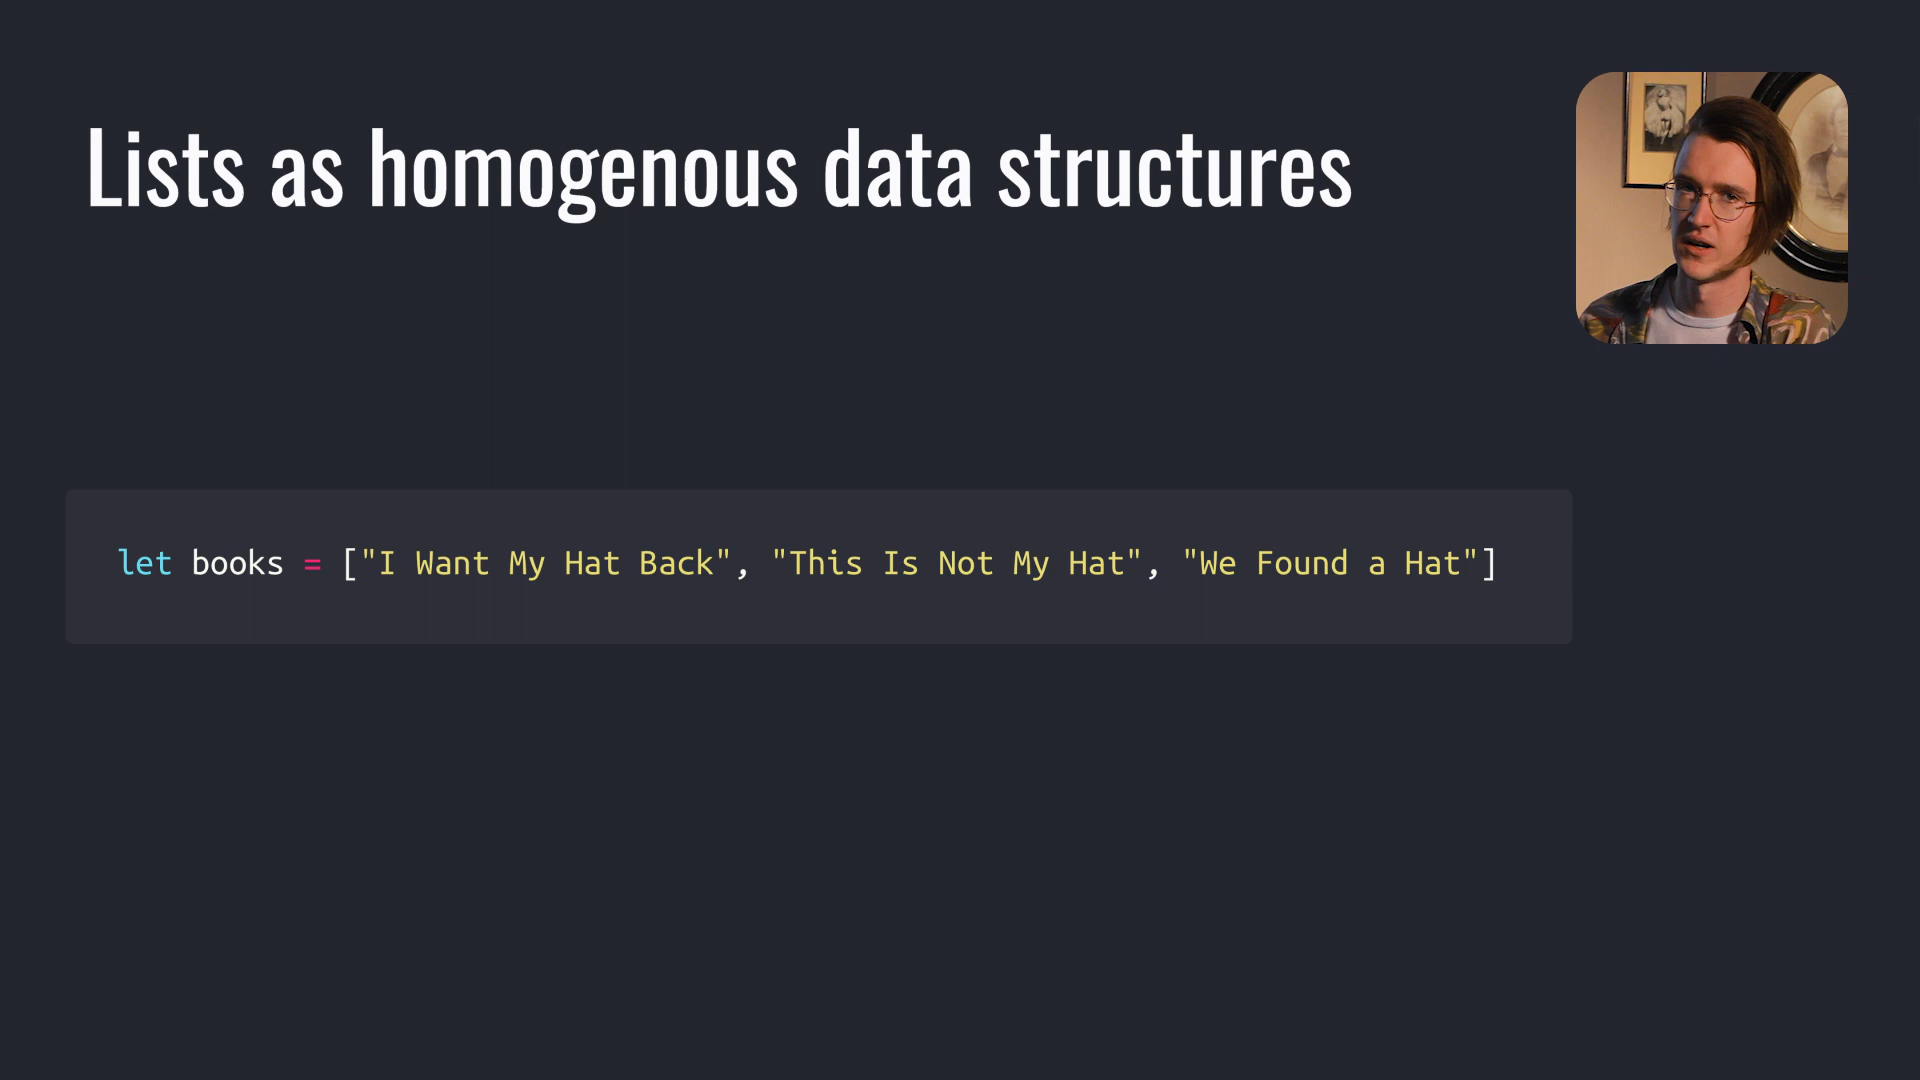 Lists as homogenous data structures
let books = ["I Want My Hat Back", "This Is Not My Hat", "We Found a Hat"]